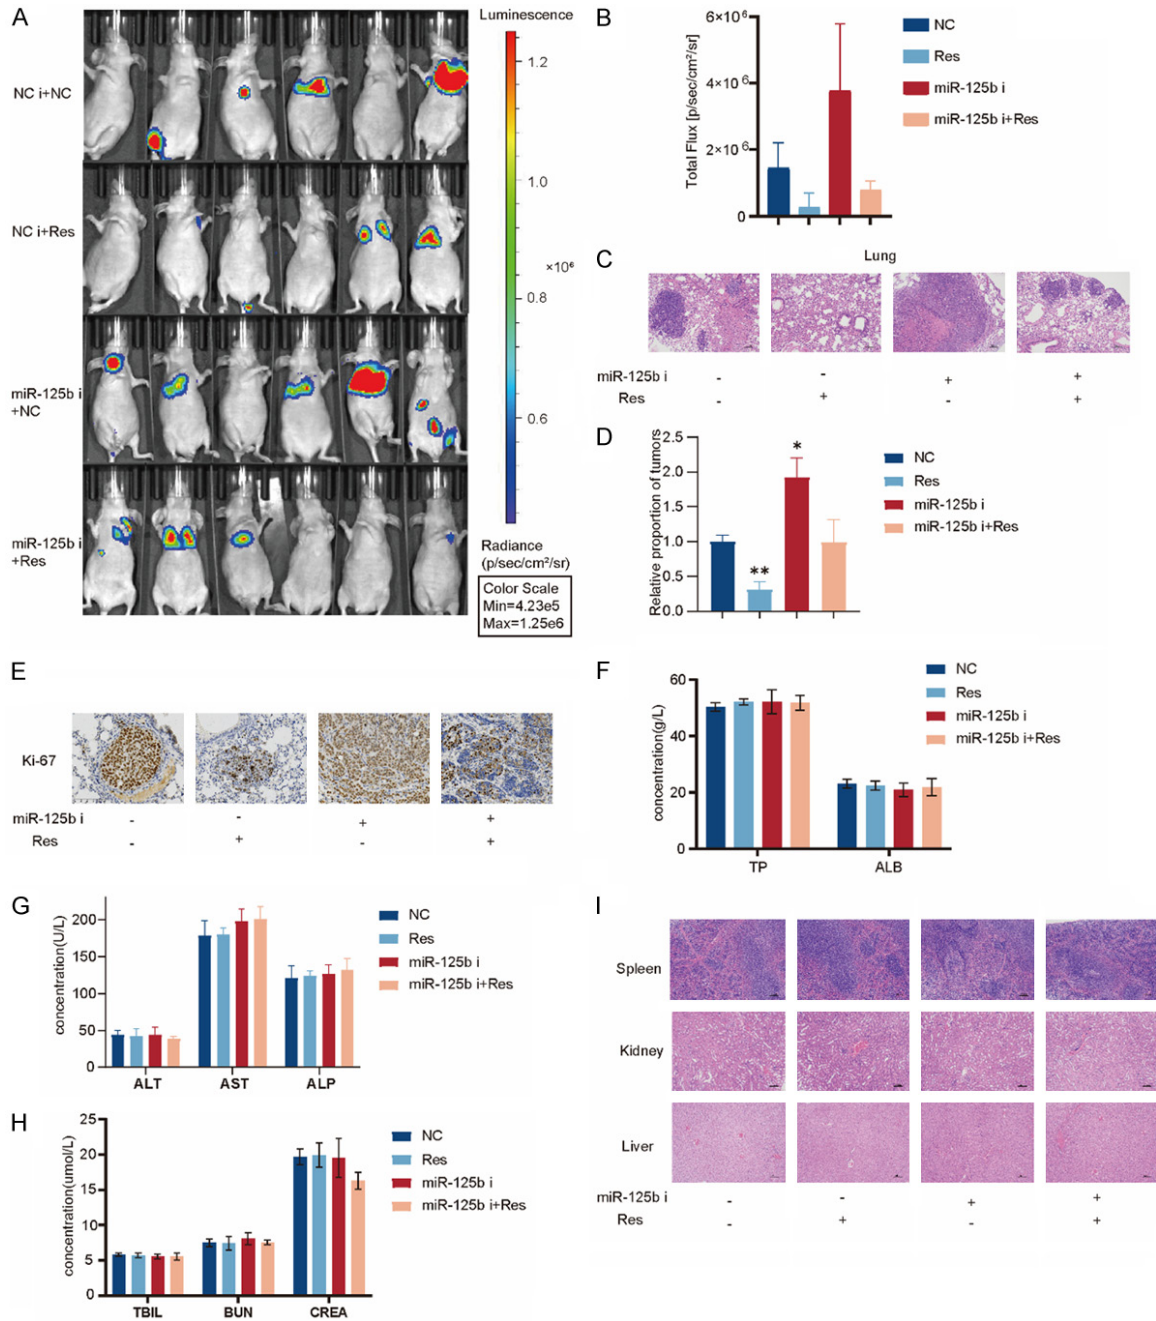 A
Luminescence
NC i+NC
NC i+Res
miR-125b i
+NC
miR-125b i
+Res
1.2
1.0
×10⁶
0.8
0.6
Radiance
(p/sec/cm²/sr)
Color Scale
Min=4.23e5
Max=1.25e6
B
Total Flux [p/sec/cm²/sr]
6×10⁶
4×10⁶
2×10⁶
0
NC
Res
miR-125b i
miR-125b i+Res
C
Lung
miR-125b i - - + +
Res - + - +
D
Relative proportion of tumors
2.5
2.0
1.5
1.0
0.5
0.0
**
*
NC
Res
miR-125b i
miR-125b i+Res
E
Ki-67
miR-125b i - - + +
Res - + - +
F
concentration(g/L)
60
40
20
0
TP ALB
NC
Res
miR-125b i
miR-125b i+Res
G
concentration(U/L)
200
150
100
50
0
ALT AST ALP
NC
Res
miR-125b i
miR-125b i+Res
H
concentration(umol/L)
25
20
15
10
5
0
TBIL BUN CREA
NC
Res
miR-125b i
miR-125b i+Res
I
Spleen
Kidney
Liver
miR-125b i - - + +
Res - + - +